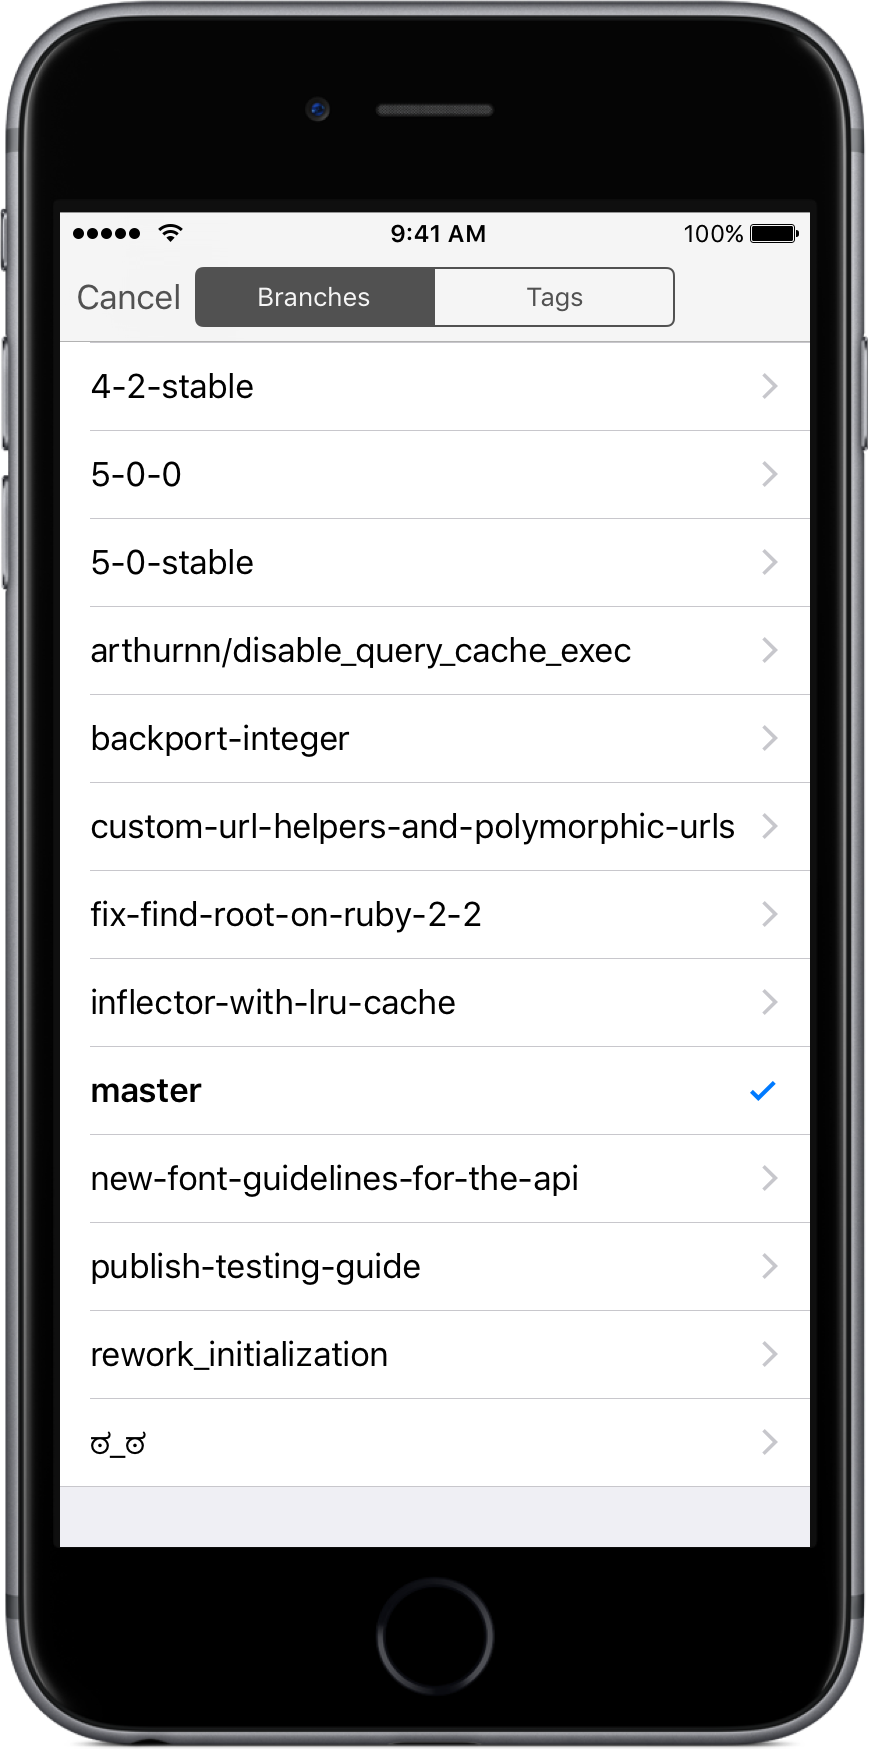 9:41 AM
100%
Cancel
Branches
Tags
4-2-stable
5-0-0
5-0-stable
arthurnn/disable_query_cache_exec
backport-integer
custom-url-helpers-and-polymorphic-urls
fix-find-root-on-ruby-2-2
inflector-with-lru-cache
master
new-font-guidelines-for-the-api
publish-testing-guide
rework_initialization
ಠ_ಠ